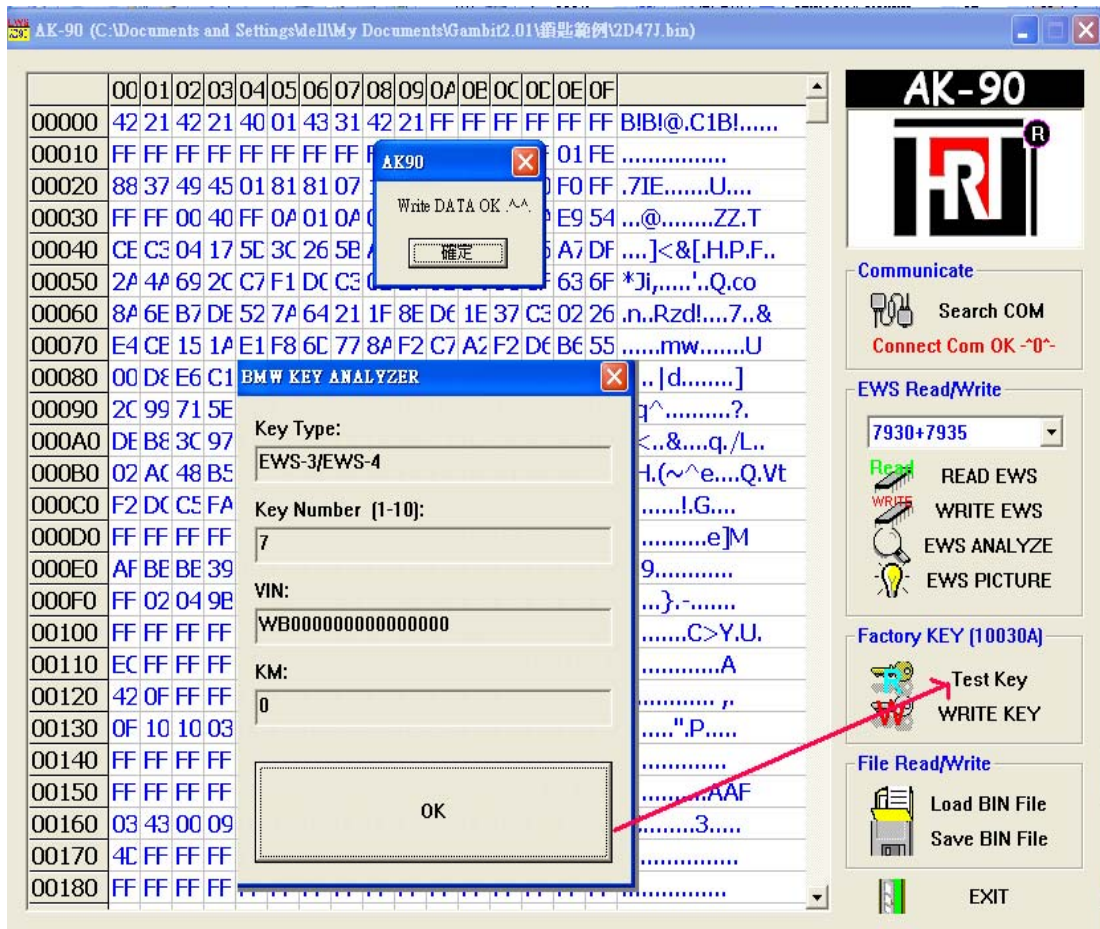 AK-90 (C:\Documents and Settings\dell\My Documents\Gambit2.01\鑰匙範例\2D47J.bin)
00 01 02 03 04 05 06 07 08 09 0A 0B 0C 0D 0E 0F
00000 42 21 42 21 40 01 43 31 42 21 FF FF FF FF FF FF B!B!@.C1B!......
00010 FF FF FF FF FF FF FF FF 01 FE ................
00020 88 37 49 45 01 81 81 07 F0 FF .7IE.......U....
00030 FF FF 00 40 FF 0A 01 0A E9 54 ...@........ZZ.T
00040 CE C3 04 17 5D 3C 26 5B A7 DF ....]<&[.H.P.F..
00050 2A 4A 69 2C C7 F1 DC C3 63 6F *Ji,.....'..Q.co
00060 8A 6E B7 DE 52 7A 64 21 1F 8E D6 1E 37 C3 02 26 .n..Rzd!....7..&
00070 E4 CE 15 1A E1 F8 6D 77 8A F2 C7 A2 F2 D6 B6 55 ......mw.......U
00080 00 D8 E6 C1 ..|d........]
00090 2C 99 71 5E q^..........?.
000A0 DE B8 3C 97 <..&....q./L..
000B0 02 AC 48 B5 H.(~^e....Q.Vt
000C0 F2 DC C5 FA ......!.G....
000D0 FF FF FF FF ..........e]M
000E0 AF BE BE 39 9............
000F0 FF 02 04 9B ...}.-.......
00100 FF FF FF FF .......C>Y.U.
00110 EC FF FF FF ............A
00120 42 0F FF FF
00130 0F 10 10 03 .....".P.....
00140 FF FF FF FF .............
00150 FF FF FF FF AAF
00160 03 43 00 09 .........3.....
00170 4D FF FF FF .............
00180 FF FF FF FF .............
AK90
Write DATA OK .^-^.
確定
BMW KEY ANALYZER
Key Type:
EWS-3/EWS-4
Key Number (1-10):
7
VIN:
WB000000000000000
KM:
0
OK
AK-90
HRT
R
Communicate
Search COM
Connect Com OK -^0^-
EWS Read/Write
7930+7935
Read
READ EWS
WRITE
WRITE EWS
EWS ANALYZE
EWS PICTURE
Factory KEY (10030A)
R
Test Key
W
WRITE KEY
File Read/Write
Load BIN File
Save BIN File
EXIT